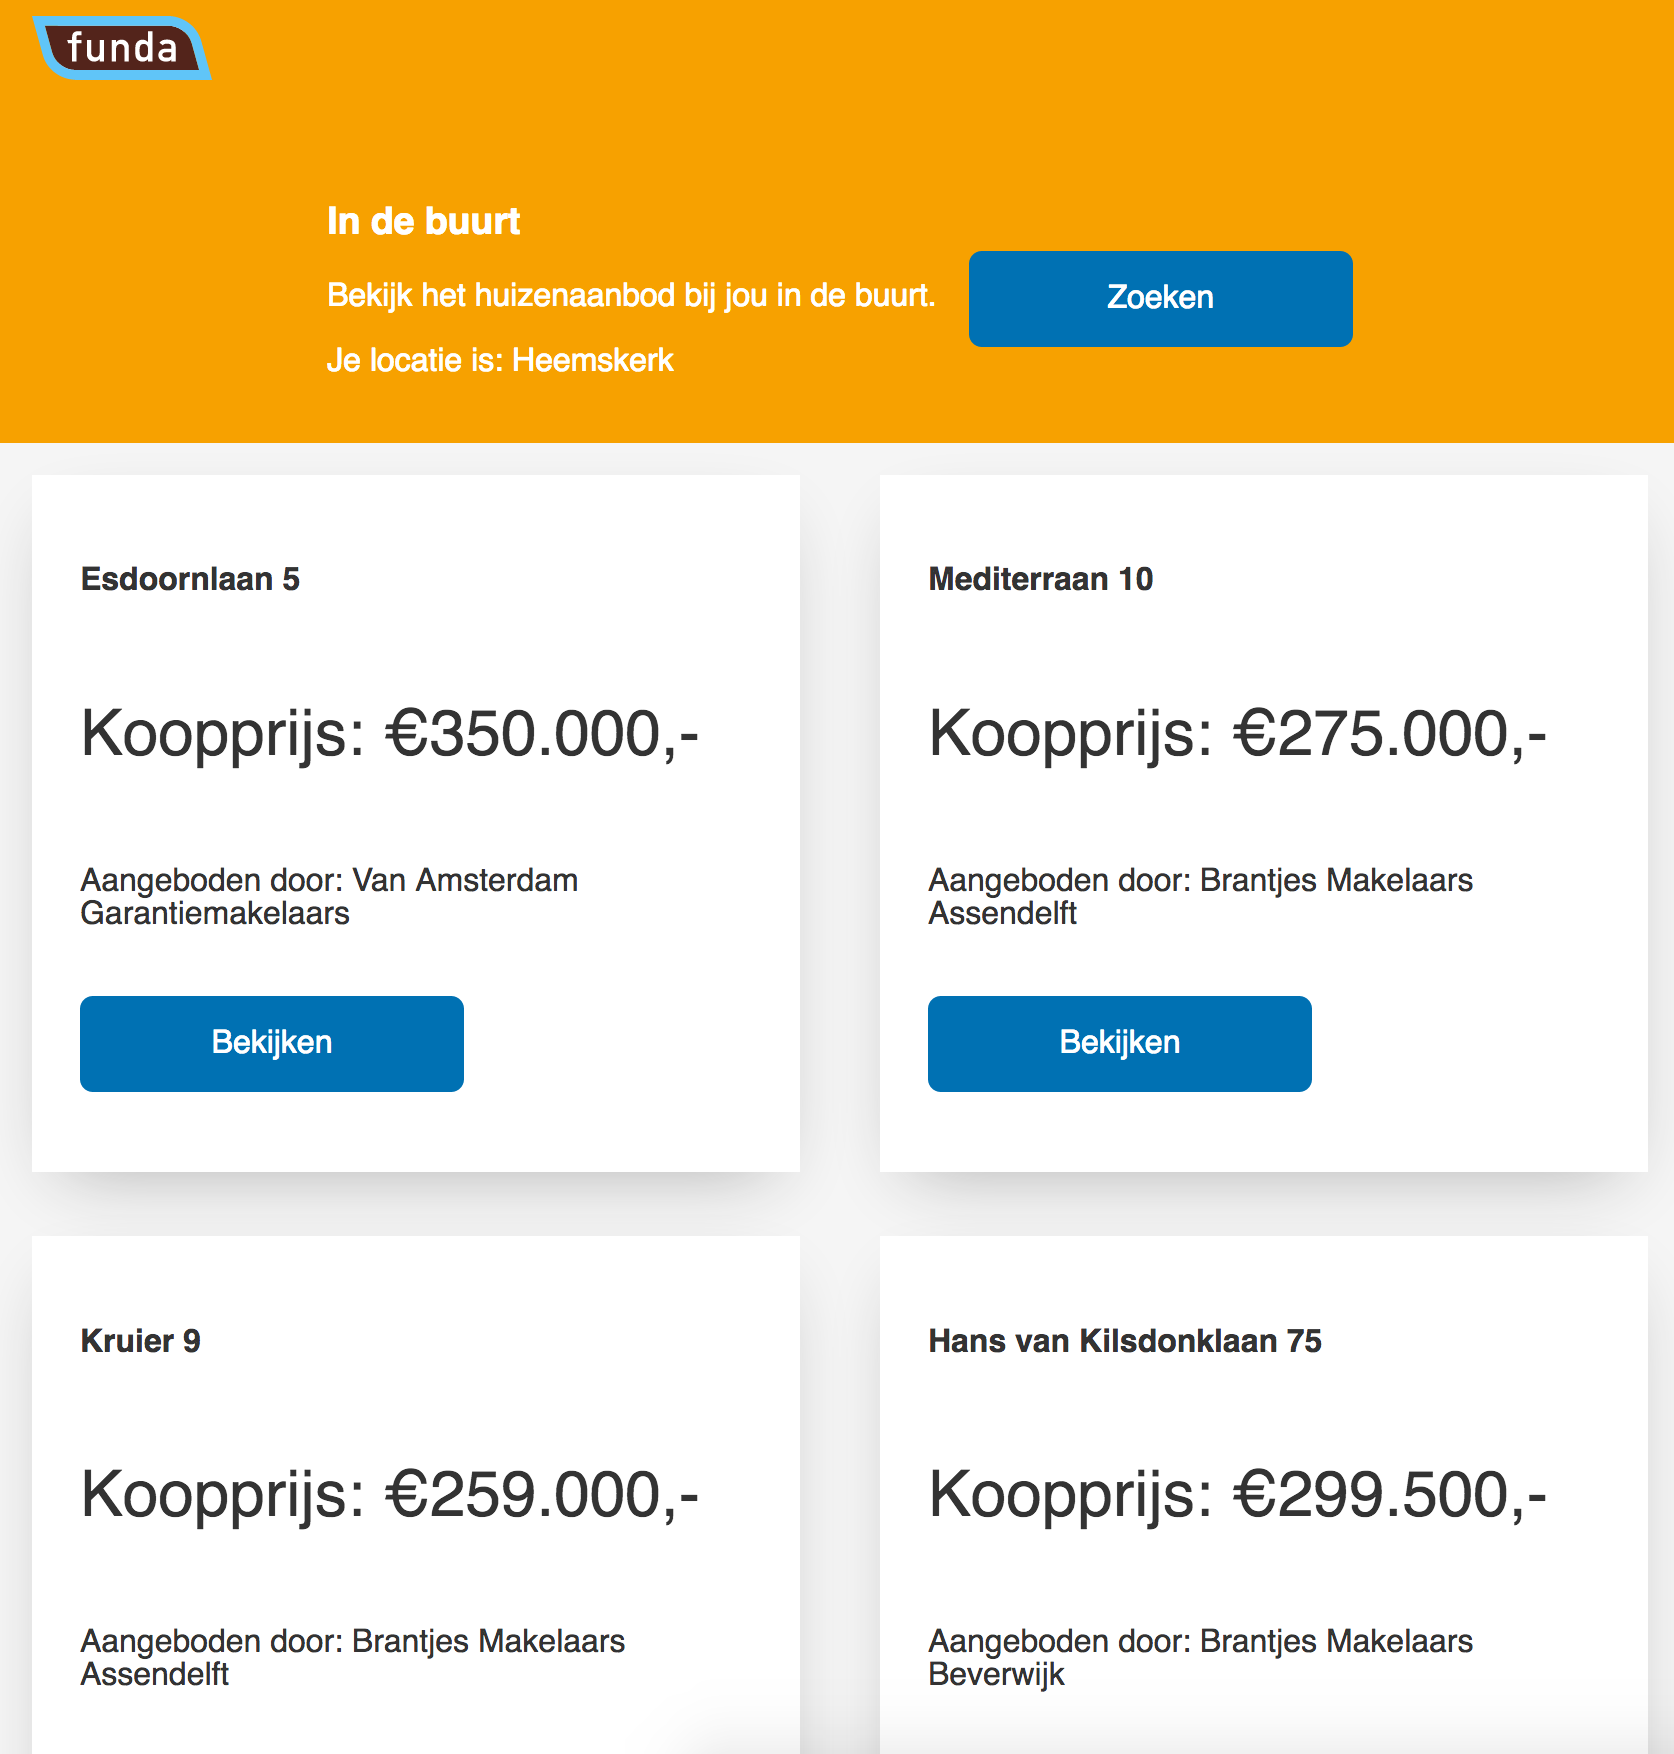 funda
In de buurt
Bekijk het huizenaanbod bij jou in de buurt.
Zoeken
Je locatie is: Heemskerk
Esdoornlaan 5
Koopprijs: €350.000,-
Aangeboden door: Van Amsterdam
Garantiemakelaars
Bekijken
Mediterraan 10
Koopprijs: €275.000,-
Aangeboden door: Brantjes Makelaars
Assendelft
Bekijken
Kruier 9
Koopprijs: €259.000,-
Aangeboden door: Brantjes Makelaars
Assendelft
Hans van Kilsdonklaan 75
Koopprijs: €299.500,-
Aangeboden door: Brantjes Makelaars
Beverwijk